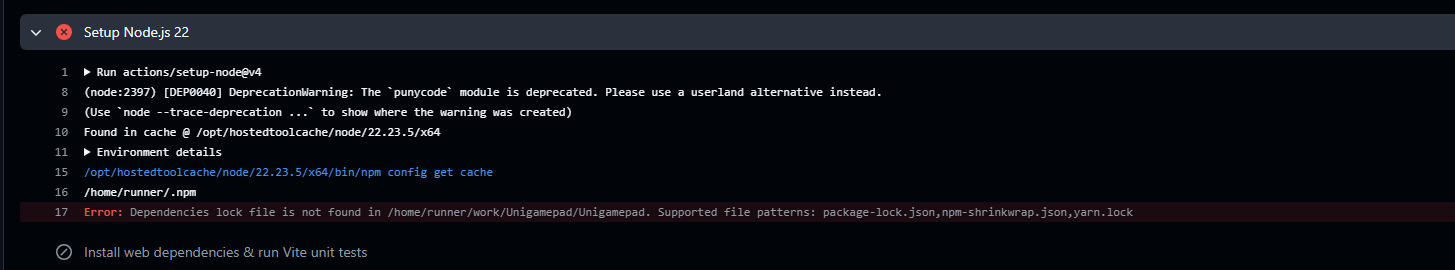 Setup Node.js 22
1 ▶ Run actions/setup-node@v4
8 (node:2397) [DEP0040] DeprecationWarning: The `punycode` module is deprecated. Please use a userland alternative instead.
9 (Use `node --trace-deprecation ...` to show where the warning was created)
10 Found in cache @ /opt/hostedtoolcache/node/22.23.5/x64
11 ▶ Environment details
15 /opt/hostedtoolcache/node/22.23.5/x64/bin/npm config get cache
16 /home/runner/.npm
17 Error: Dependencies lock file is not found in /home/runner/work/Unigamepad/Unigamepad. Supported file patterns: package-lock.json,npm-shrinkwrap.json,yarn.lock
Install web dependencies & run Vite unit tests